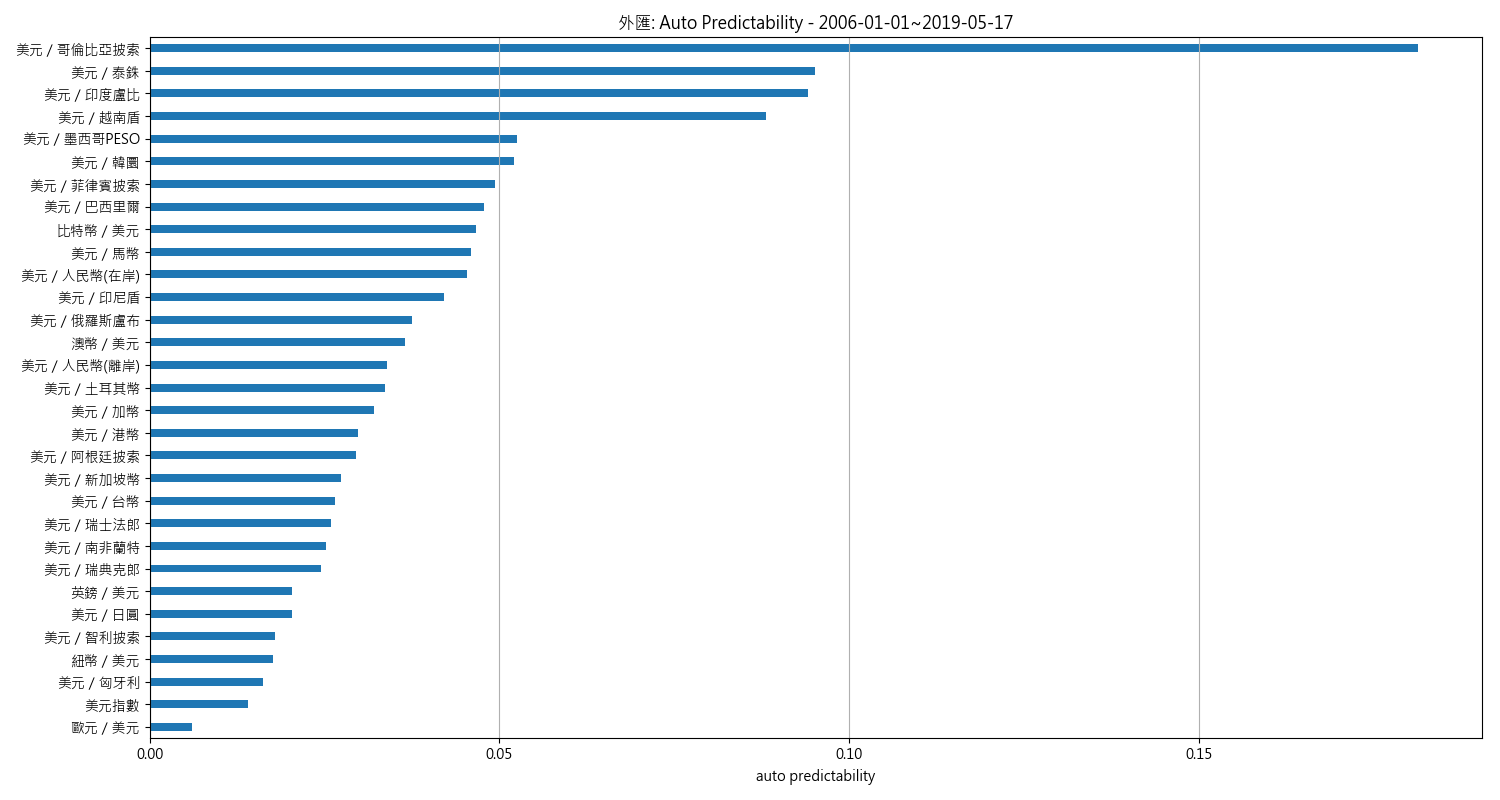 外匯: Auto Predictability - 2006-01-01~2019-05-17
美元 / 哥倫比亞披索
美元 / 泰銖
美元 / 印度盧比
美元 / 越南盾
美元 / 墨西哥PESO
美元 / 韓圜
美元 / 菲律賓披索
美元 / 巴西里爾
比特幣 / 美元
美元 / 馬幣
美元 / 人民幣(在岸)
美元 / 印尼盾
美元 / 俄羅斯盧布
澳幣 / 美元
美元 / 人民幣(離岸)
美元 / 土耳其幣
美元 / 加幣
美元 / 港幣
美元 / 阿根廷披索
美元 / 新加坡幣
美元 / 台幣
美元 / 瑞士法郎
美元 / 南非蘭特
美元 / 瑞典克郎
英鎊 / 美元
美元 / 日圓
美元 / 智利披索
紐幣 / 美元
美元 / 匈牙利
美元指數
歐元 / 美元
0.00 0.05 0.10 0.15
auto predictability